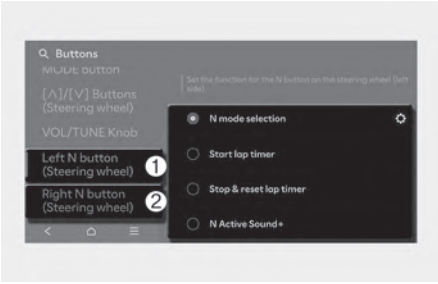 Buttons
MODE button
[∧]/[∨] Buttons
(Steering wheel)
VOL/TUNE Knob
Left N button
(Steering wheel)
1
Right N button
(Steering wheel)
2
Set the function for the N button on the steering wheel (left
side).
N mode selection
Start lap timer
Stop & reset lap timer
N Active Sound+